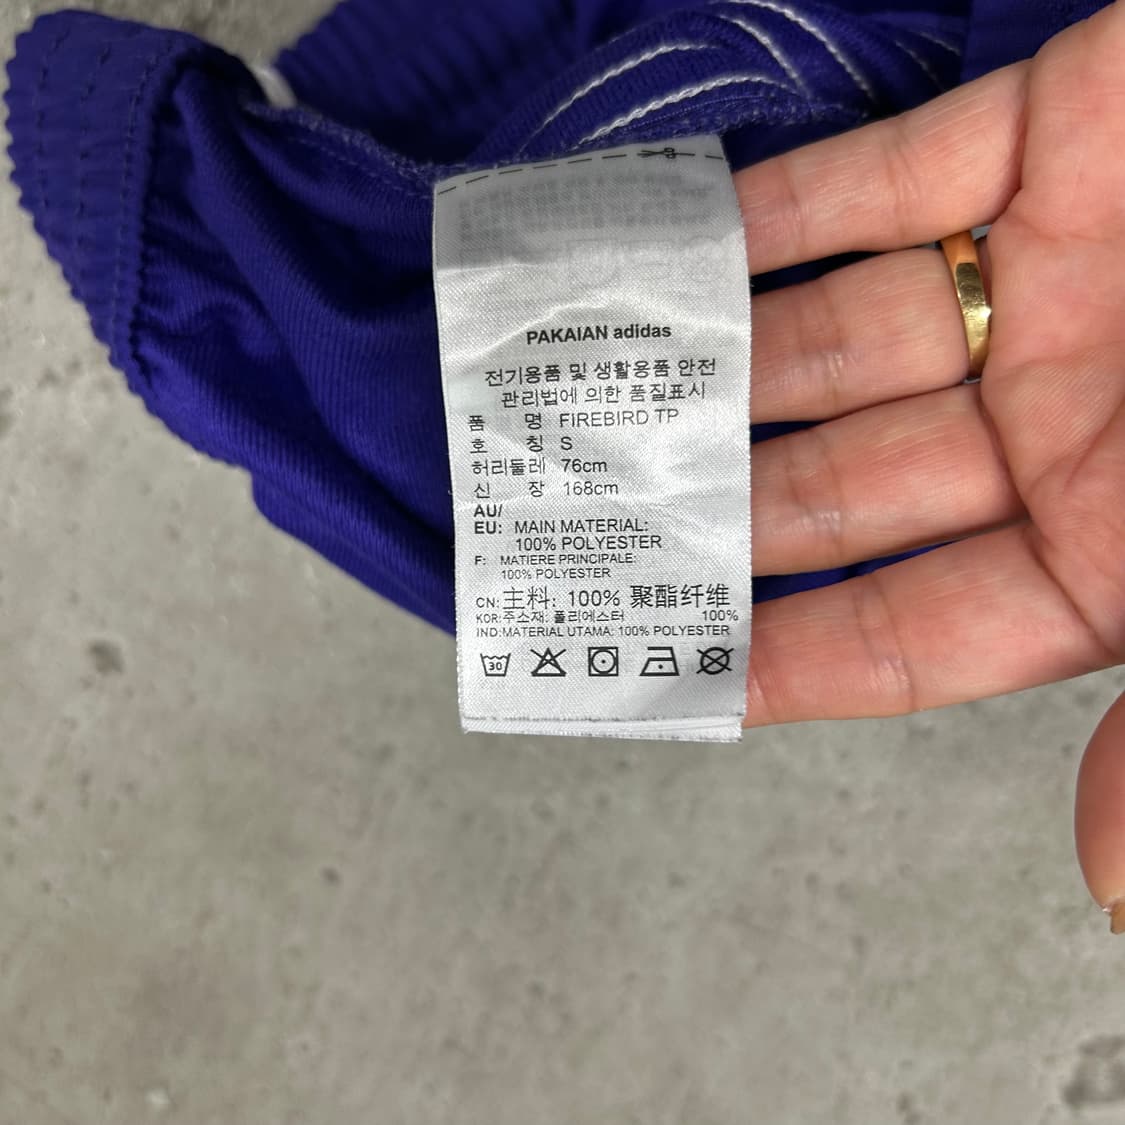 PAKAIAN adidas
전기용품 및 생활용품 안전
관리법에 의한 품질표시
품 명 FIREBIRD TP
호 칭 S
허리둘레 76cm
신 장 168cm
AU/
EU: MAIN MATERIAL:
100% POLYESTER
F: MATIERE PRINCIPALE:
100% POLYESTER
CN: 主料: 100% 聚酯纤维
KOR:주소재: 폴리에스터 100%
IND:MATERIAL UTAMA: 100% POLYESTER
30